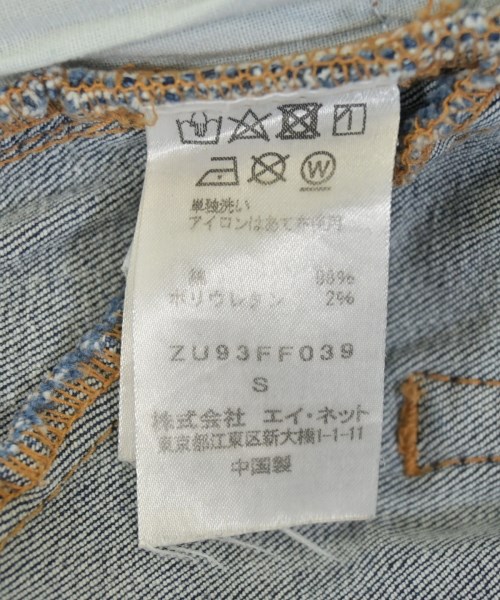 W
単独洗い
アイロンはあて布使用
綿 98%
ポリウレタン 2%
ZU93FF039
S
株式会社 エイ・ネット
東京都江東区新大橋1-1-11
中国製